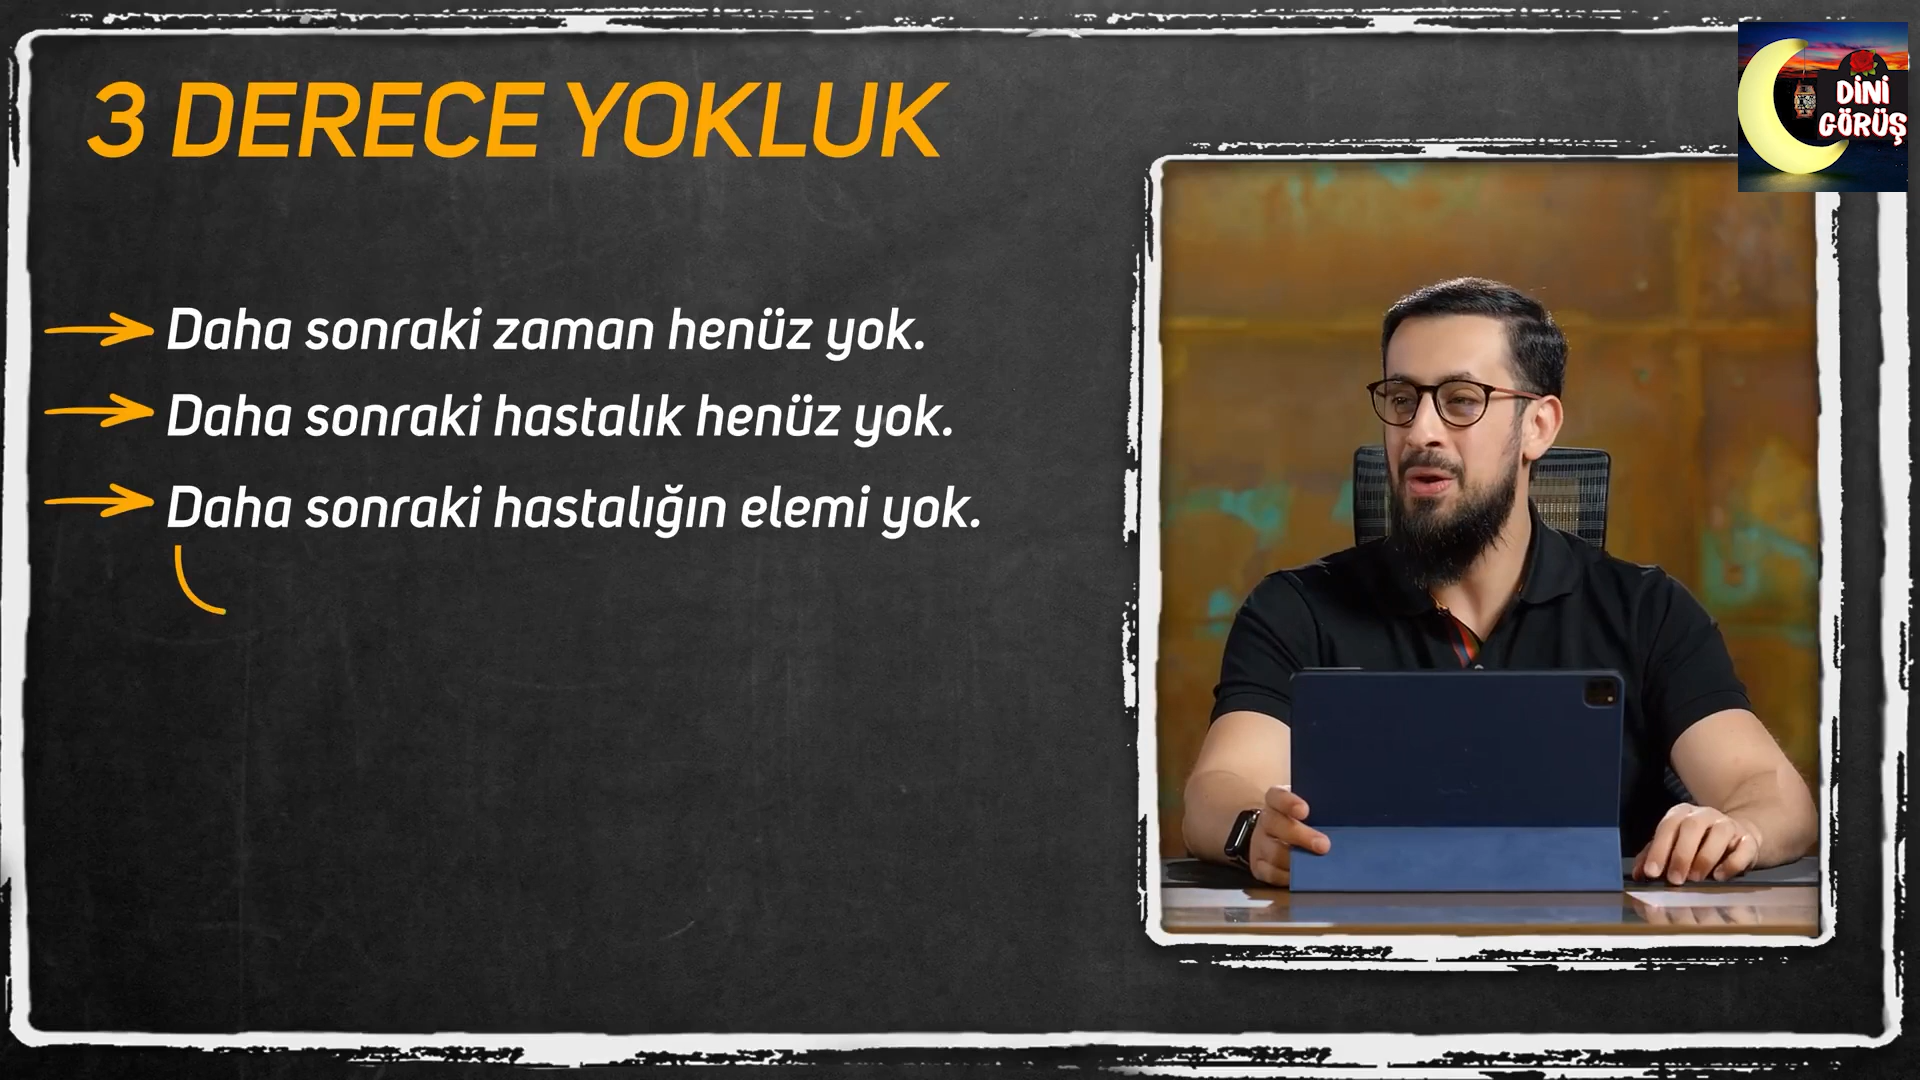 3 DERECE YOKLUK
DİNİ
GÖRÜŞ
Daha sonraki zaman henüz yok.
Daha sonraki hastalık henüz yok.
Daha sonraki hastalığın elemi yok.